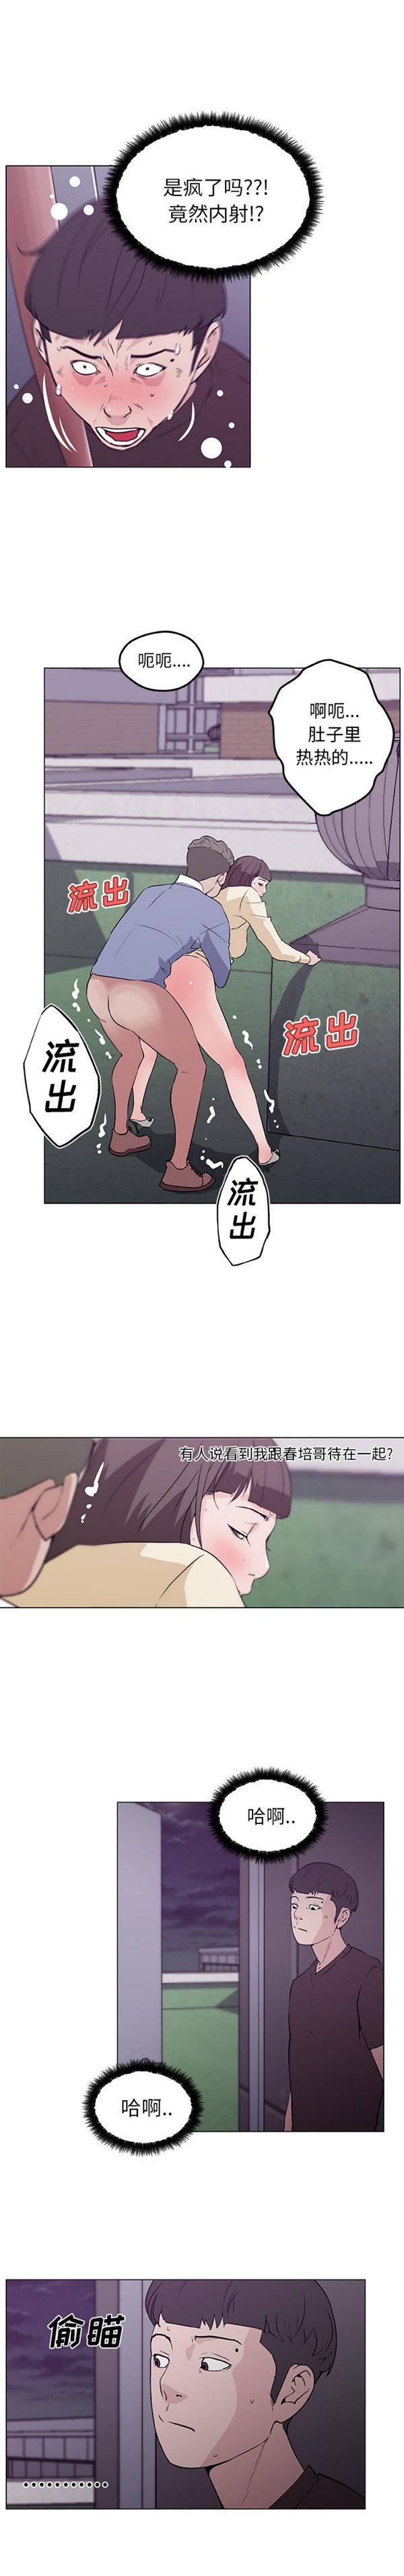 是疯了吗??!
竟然内射!?
呃呃....
啊呃...
肚子里
热热的.....
流出
流出
流出
流出
有人说看到我跟春培哥待在一起?
哈啊..
哈啊..
偷瞄
...........